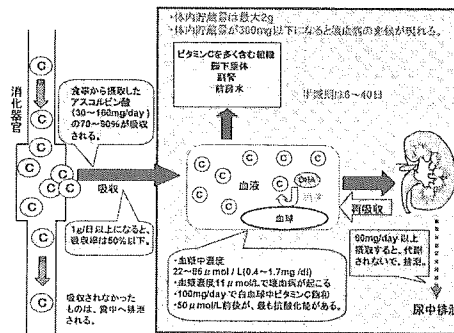 ・体内貯蔵量は最大2g
・体内貯蔵量が300mg以下になると壊血病の症候が現れる。
消化器官
C
C
C
C
C
C
C
C
C
C
食事から摂取した
アスコルビン酸
(30～180mg/day)
の70～90%が吸収
される。
吸収
1g/日以上になると、
吸収率は50%以下。
吸収されなかった
ものは、糞中へ排泄
される。
ビタミンCを多く含む組織
脳下垂体
副腎
前房水
半減期は8～40日
C
C
C
C
C
C
C
C
血液
DHA
血球
再吸収
・血漿中濃度
22～85μmol/L(0.4～1.7mg/dl)
・血漿濃度11μmol/Lで壊血病が起こる
・100mg/dayで白血球中ビタミンC飽和
・50μmol/L前後が、最も抗酸化能がある。
60mg/day以上
摂取すると、代謝
されないで、排泄。
尿中排泄